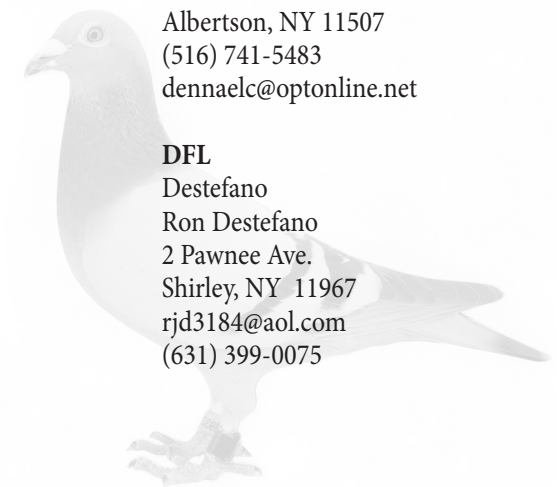 Albertson, NY 11507
(516) 741-5483
dennaelc@optonline.net
DFL
Destefano
Ron Destefano
2 Pawnee Ave.
Shirley, NY 11967
rjd3184@aol.com
(631) 399-0075